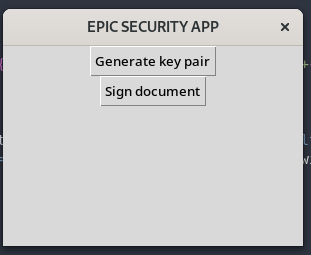 EPIC SECURITY APP
Generate key pair
Sign document